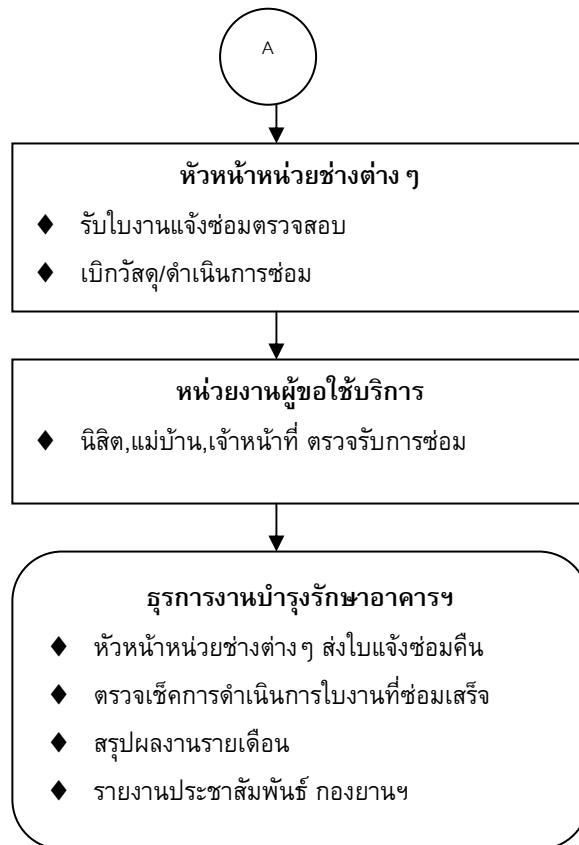 A
หัวหน้าหน่วยช่างต่าง ๆ
♦ รับใบงานแจ้งซ่อมตรวจสอบ
♦ เบิกวัสดุ/ดำเนินการซ่อม
หน่วยงานผู้ขอใช้บริการ
♦ นิสิต,แม่บ้าน,เจ้าหน้าที่ ตรวจรับการซ่อม
ธุรการงานบำรุงรักษาอาคารฯ
♦ หัวหน้าหน่วยช่างต่าง ๆ ส่งใบแจ้งซ่อมคืน
♦ ตรวจเช็คการดำเนินการใบงานที่ซ่อมเสร็จ
♦ สรุปผลงานรายเดือน
♦ รายงานประชาสัมพันธ์ กองยานฯ